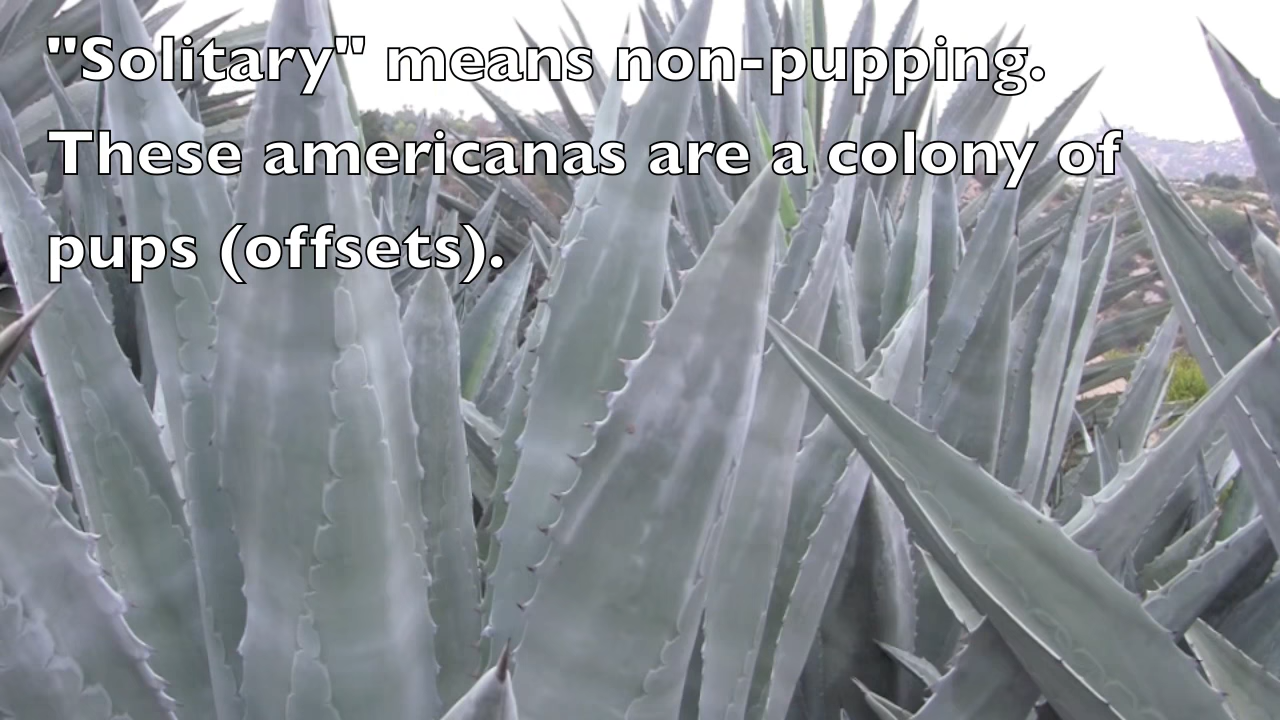 "Solitary" means non-pupping.
These americanas are a colony of
pups (offsets).